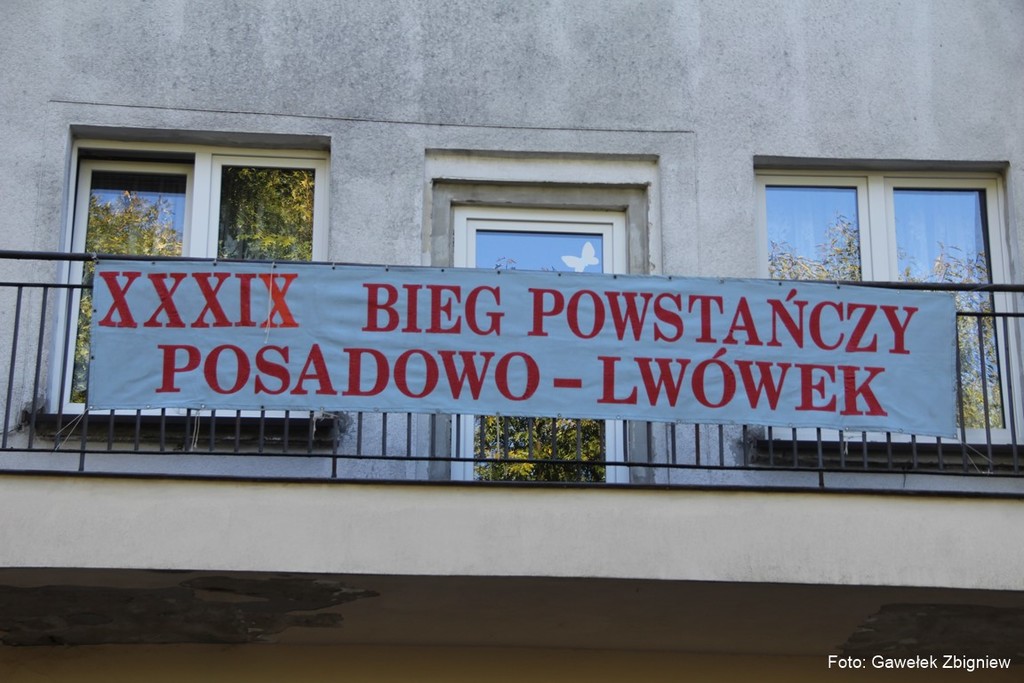 XXXIX BIEG POWSTAŃCZY
POSADOWO – LWÓWEK
Foto: Gawełek Zbigniew